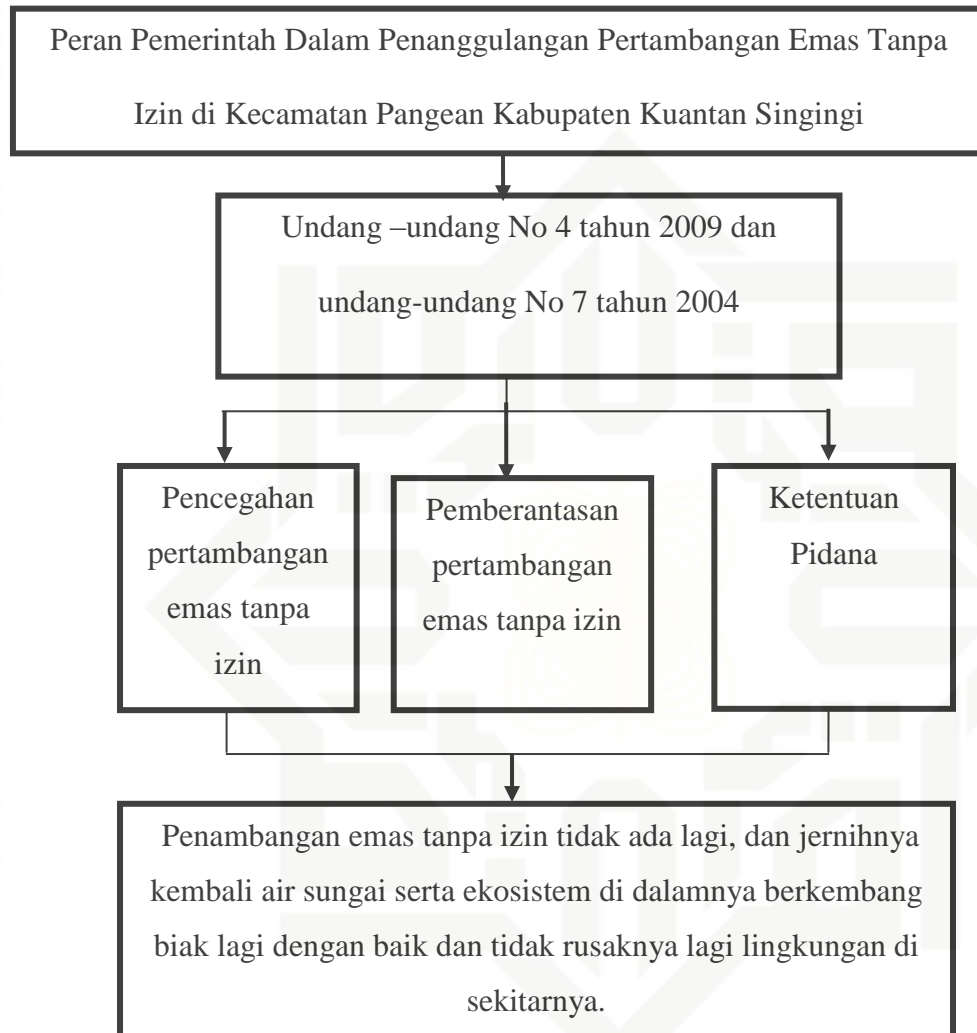 Peran Pemerintah Dalam Penanggulangan Pertambangan Emas Tanpa
Izin di Kecamatan Pangean Kabupaten Kuantan Singingi
Undang –undang No 4 tahun 2009 dan
undang-undang No 7 tahun 2004
Pencegahan
pertambangan
emas tanpa
izin
Pemberantasan
pertambangan
emas tanpa izin
Ketentuan
Pidana
Penambangan emas tanpa izin tidak ada lagi, dan jernihnya
kembali air sungai serta ekosistem di dalamnya berkembang
biak lagi dengan baik dan tidak rusaknya lagi lingkungan di
sekitarnya.